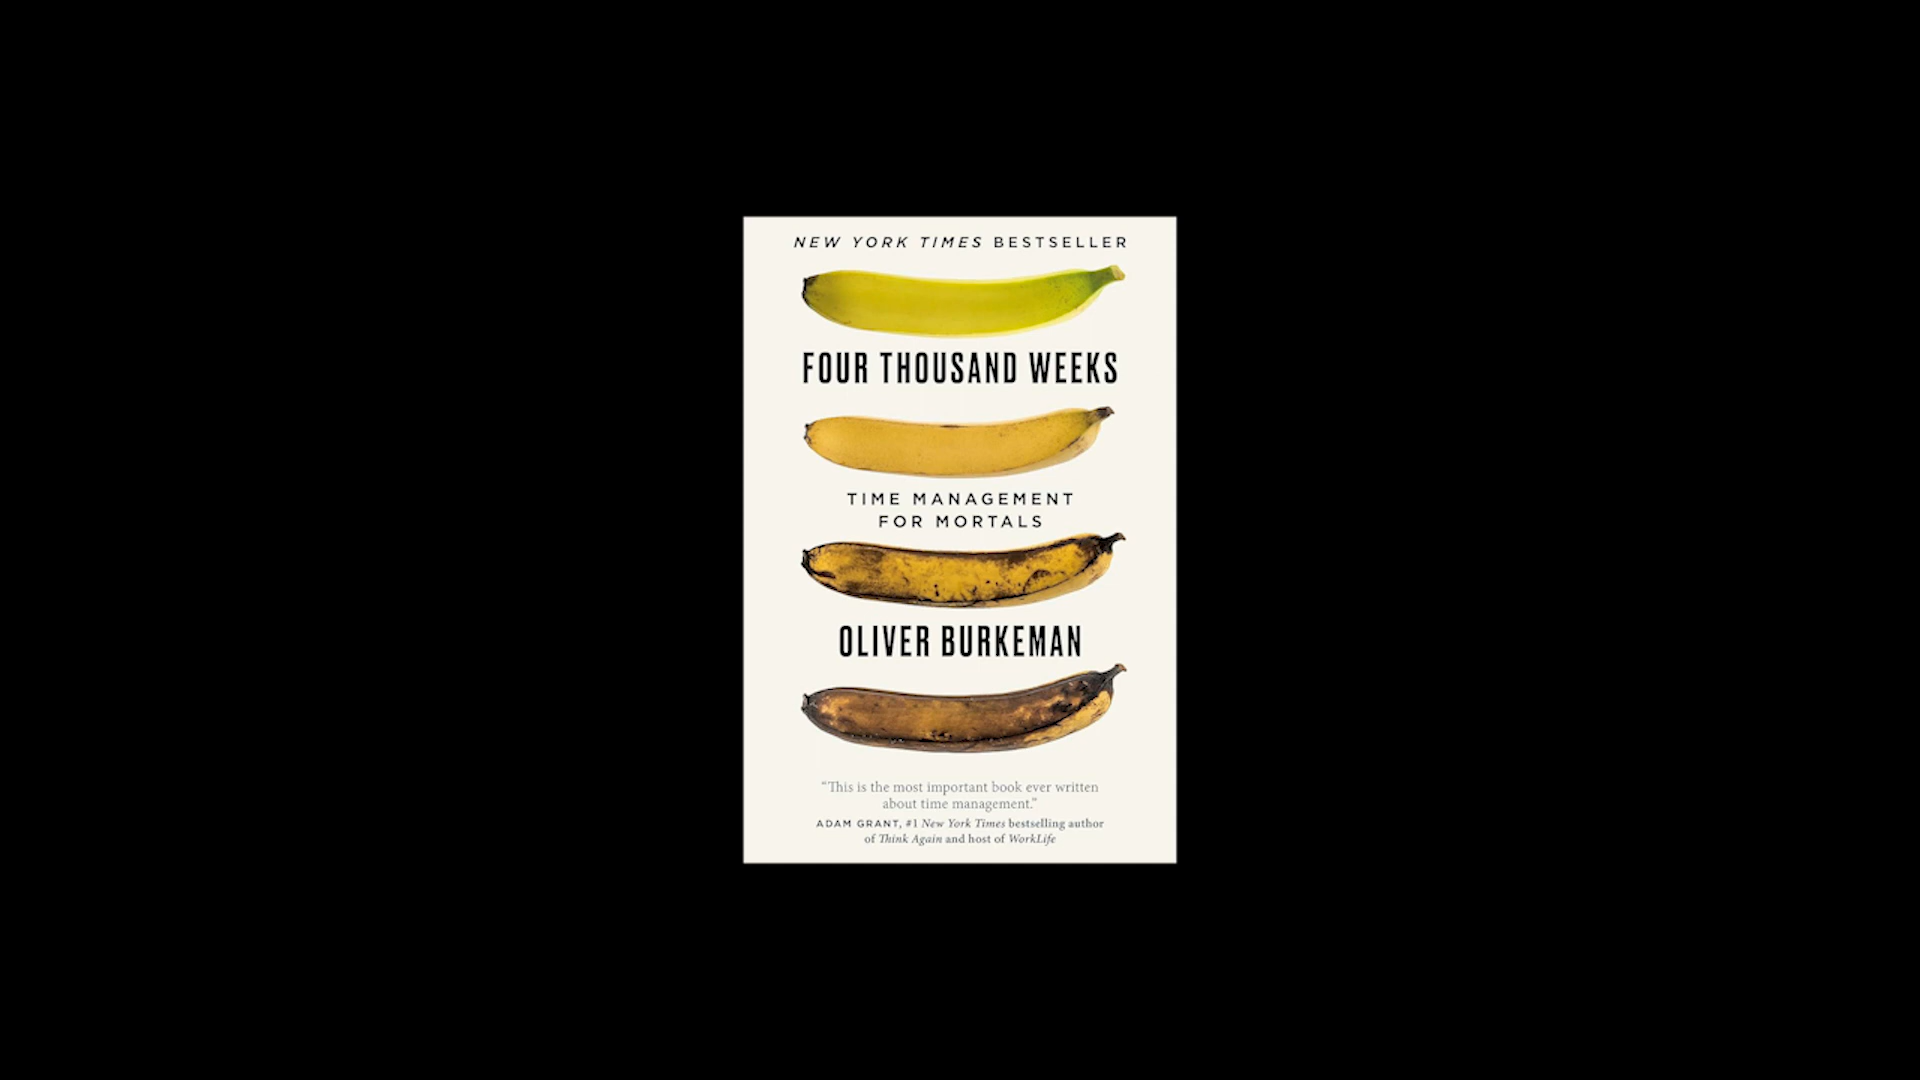 NEW YORK TIMES BESTSELLER
FOUR THOUSAND WEEKS
TIME MANAGEMENT
FOR MORTALS
OLIVER BURKEMAN
“This is the most important book ever written
about time management.”
ADAM GRANT, #1 New York Times bestselling author
of Think Again and host of WorkLife